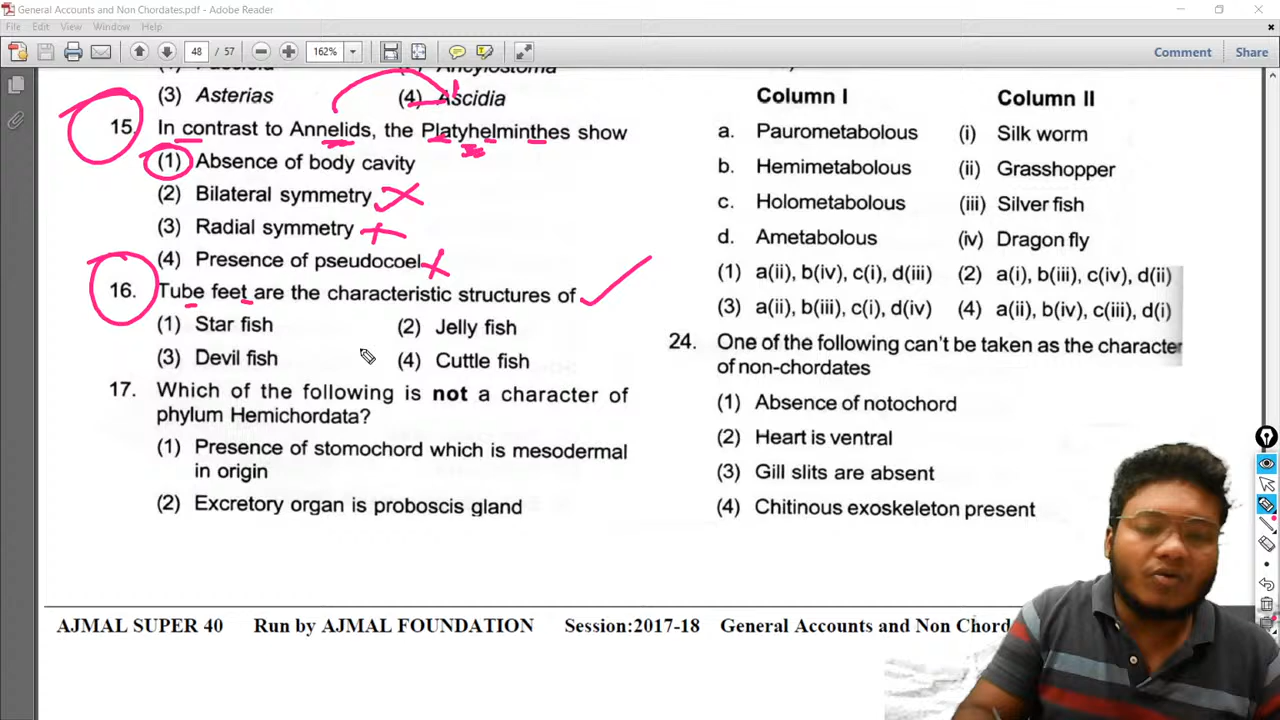 General Accounts and Non Chordates.pdf - Adobe Reader
File Edit View Window Help
48 / 57 162% Comment Share
(3) Asterias (4) Ascidia
15. In contrast to Annelids, the Platyhelminthes show
(1) Absence of body cavity
(2) Bilateral symmetry
(3) Radial symmetry
(4) Presence of pseudocoel
16. Tube feet are the characteristic structures of
(1) Star fish (2) Jelly fish
(3) Devil fish (4) Cuttle fish
17. Which of the following is not a character of
phylum Hemichordata?
(1) Presence of stomochord which is mesodermal
in origin
(2) Excretory organ is proboscis gland
Column I Column II
a. Paurometabolous (i) Silk worm
b. Hemimetabolous (ii) Grasshopper
c. Holometabolous (iii) Silver fish
d. Ametabolous (iv) Dragon fly
(1) a(ii), b(iv), c(i), d(iii) (2) a(i), b(iii), c(iv), d(ii)
(3) a(ii), b(iii), c(i), d(iv) (4) a(ii), b(iv), c(iii), d(i)
24. One of the following can't be taken as the character
of non-chordates
(1) Absence of notochord
(2) Heart is ventral
(3) Gill slits are absent
(4) Chitinous exoskeleton present
AJMAL SUPER 40 Run by AJMAL FOUNDATION Session:2017-18 General Accounts and Non